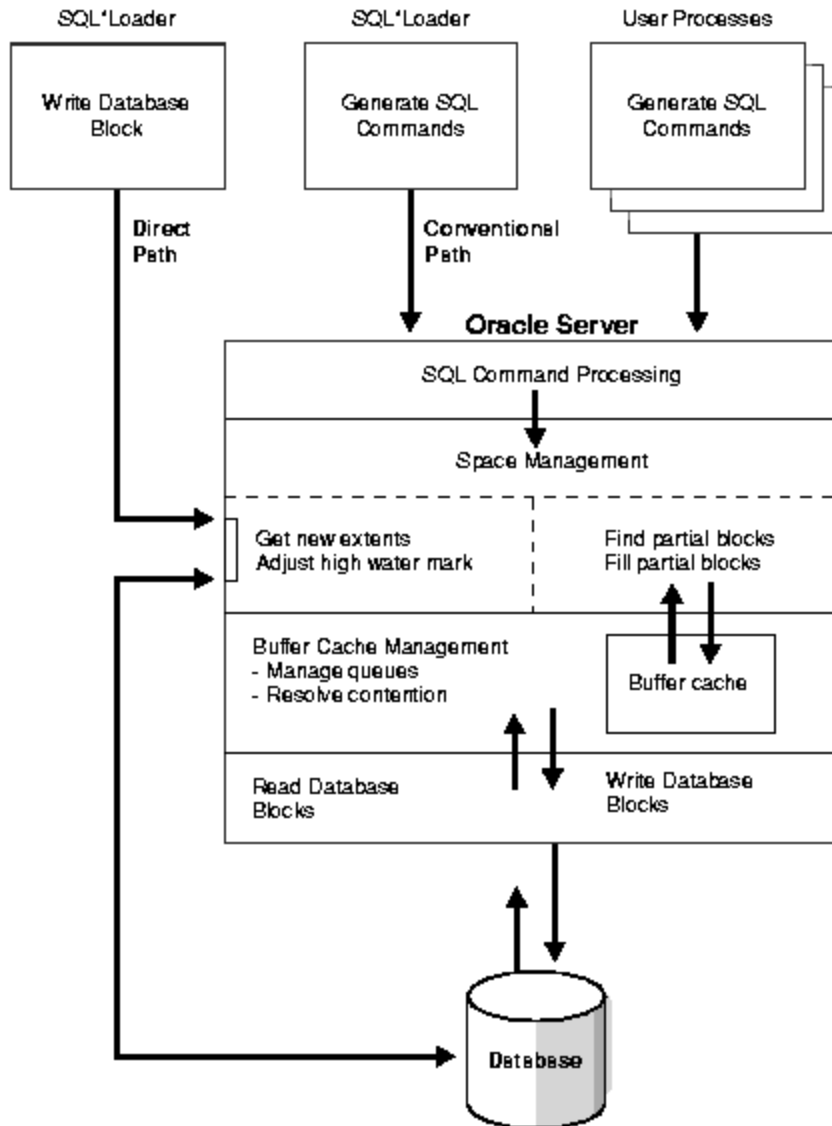 SQL*Loader
SQL*Loader
User Processes
Write Database
Block
Generate SQL
Commands
Generate SQL
Commands
Direct
Path
Conventional
Path
Oracle Server
SQL Command Processing
Space Management
Get new extents
Adjust high water mark
Find partial blocks
Fill partial blocks
Buffer Cache Management
- Manage queues
- Resolve contention
Buffer cache
Read Database
Blocks
Write Database
Blocks
Database